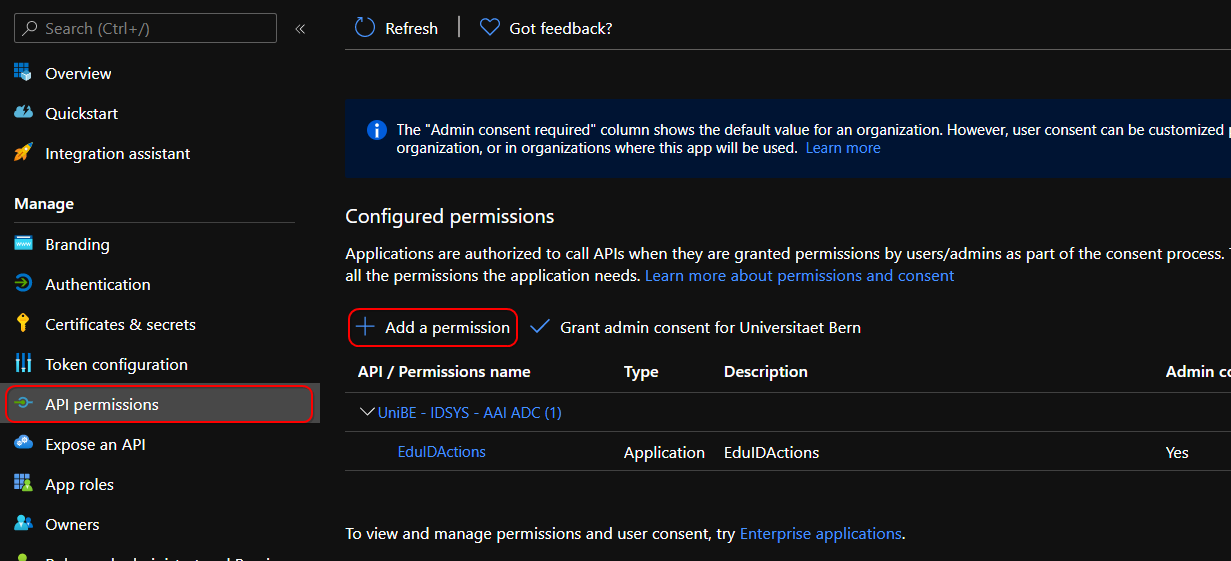 Search (Ctrl+/)
«
Overview
Quickstart
Integration assistant
Manage
Branding
Authentication
Certificates & secrets
Token configuration
API permissions
Expose an API
App roles
Owners
Refresh
Got feedback?
The "Admin consent required" column shows the default value for an organization. However, user consent can be customized
organization, or in organizations where this app will be used. Learn more
Configured permissions
Applications are authorized to call APIs when they are granted permissions by users/admins as part of the consent process.
all the permissions the application needs. Learn more about permissions and consent
Add a permission
Grant admin consent for Universitaet Bern
API / Permissions name Type Description Admin co
UniBE - IDSYS - AAI ADC (1)
EduIDActions Application EduIDActions Yes
To view and manage permissions and user consent, try Enterprise applications.